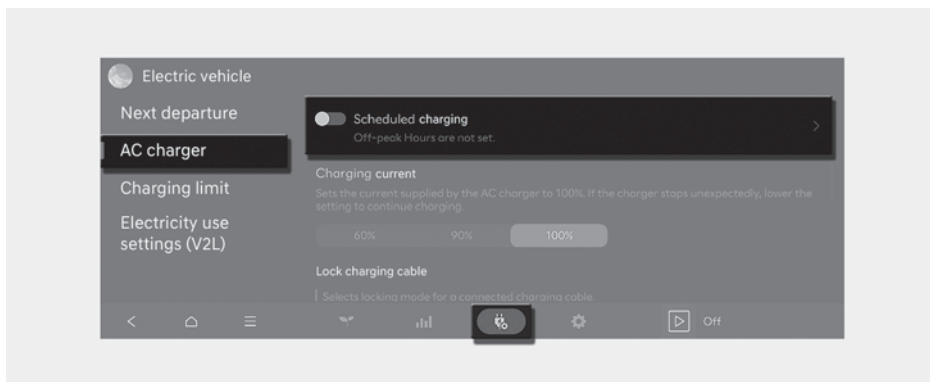 Electric vehicle
Next departure
AC charger
Charging limit
Electricity use
settings (V2L)
Scheduled charging
Off-peak Hours are not set.
Charging current
Sets the current supplied by the AC charger to 100%. If the charger stops unexpectedly, lower the
setting to continue charging.
60% 90% 100%
Lock charging cable
Selects locking mode for a connected charging cable.
Off